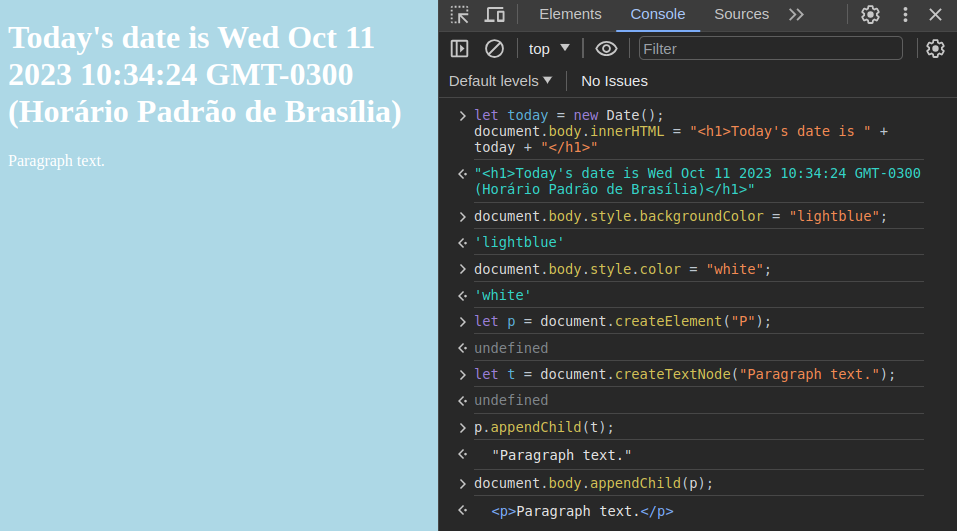 Today's date is Wed Oct 11
2023 10:34:24 GMT-0300
(Horário Padrão de Brasília)
Paragraph text.
Elements Console Sources
top Filter
Default levels No Issues
let today = new Date();
document.body.innerHTML = "<h1>Today's date is " +
today + "</h1>"
"<h1>Today's date is Wed Oct 11 2023 10:34:24 GMT-0300
(Horário Padrão de Brasília)</h1>"
document.body.style.backgroundColor = "lightblue";
'lightblue'
document.body.style.color = "white";
'white'
let p = document.createElement("P");
undefined
let t = document.createTextNode("Paragraph text.");
undefined
p.appendChild(t);
"Paragraph text."
document.body.appendChild(p);
<p>Paragraph text.</p>